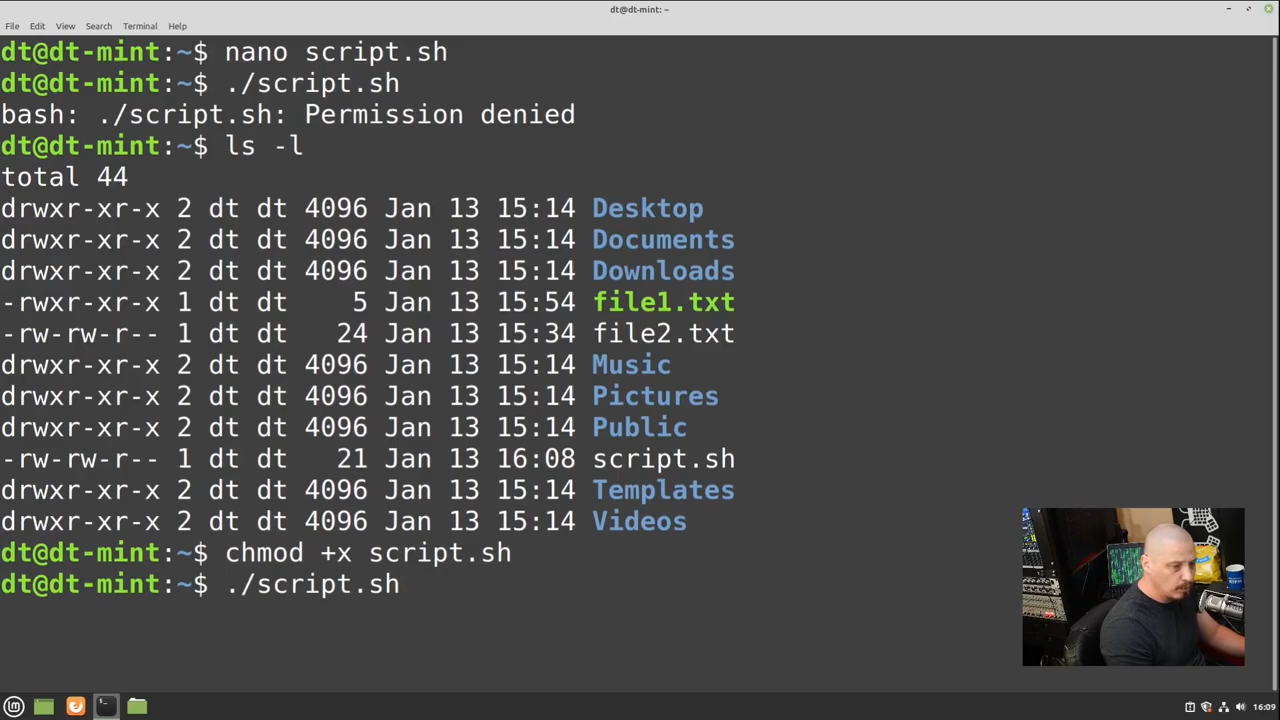 dt@dt-mint: ~
File Edit View Search Terminal Help
dt@dt-mint:~$ nano script.sh
dt@dt-mint:~$ ./script.sh
bash: ./script.sh: Permission denied
dt@dt-mint:~$ ls -l
total 44
drwxr-xr-x 2 dt dt 4096 Jan 13 15:14 Desktop
drwxr-xr-x 2 dt dt 4096 Jan 13 15:14 Documents
drwxr-xr-x 2 dt dt 4096 Jan 13 15:14 Downloads
-rwxr-xr-x 1 dt dt    5 Jan 13 15:54 file1.txt
-rw-rw-r-- 1 dt dt   24 Jan 13 15:34 file2.txt
drwxr-xr-x 2 dt dt 4096 Jan 13 15:14 Music
drwxr-xr-x 2 dt dt 4096 Jan 13 15:14 Pictures
drwxr-xr-x 2 dt dt 4096 Jan 13 15:14 Public
-rw-rw-r-- 1 dt dt   21 Jan 13 16:08 script.sh
drwxr-xr-x 2 dt dt 4096 Jan 13 15:14 Templates
drwxr-xr-x 2 dt dt 4096 Jan 13 15:14 Videos
dt@dt-mint:~$ chmod +x script.sh
dt@dt-mint:~$ ./script.sh
16:09